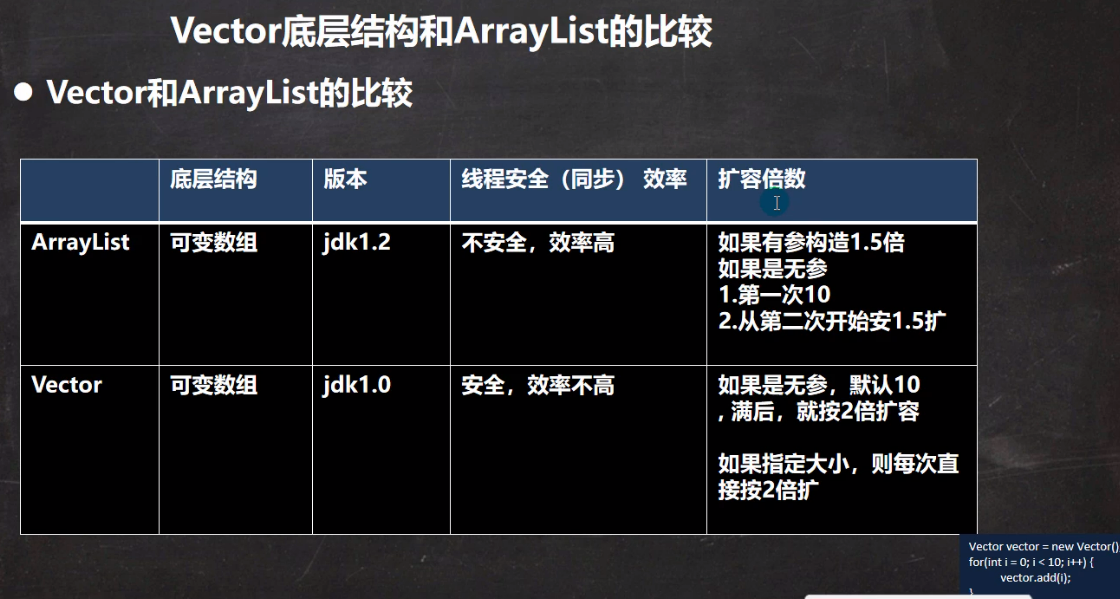 Vector底层结构和ArrayList的比较
● Vector和ArrayList的比较
底层结构
版本
线程安全（同步） 效率
扩容倍数
ArrayList
可变数组
jdk1.2
不安全，效率高
如果有参构造1.5倍
如果是无参
1.第一次10
2.从第二次开始安1.5扩
Vector
可变数组
jdk1.0
安全，效率不高
如果是无参，默认10
, 满后，就按2倍扩容
如果指定大小，则每次直
接按2倍扩
Vector vector = new Vector()
for(int i = 0; i < 10; i++) {
vector.add(i);
}